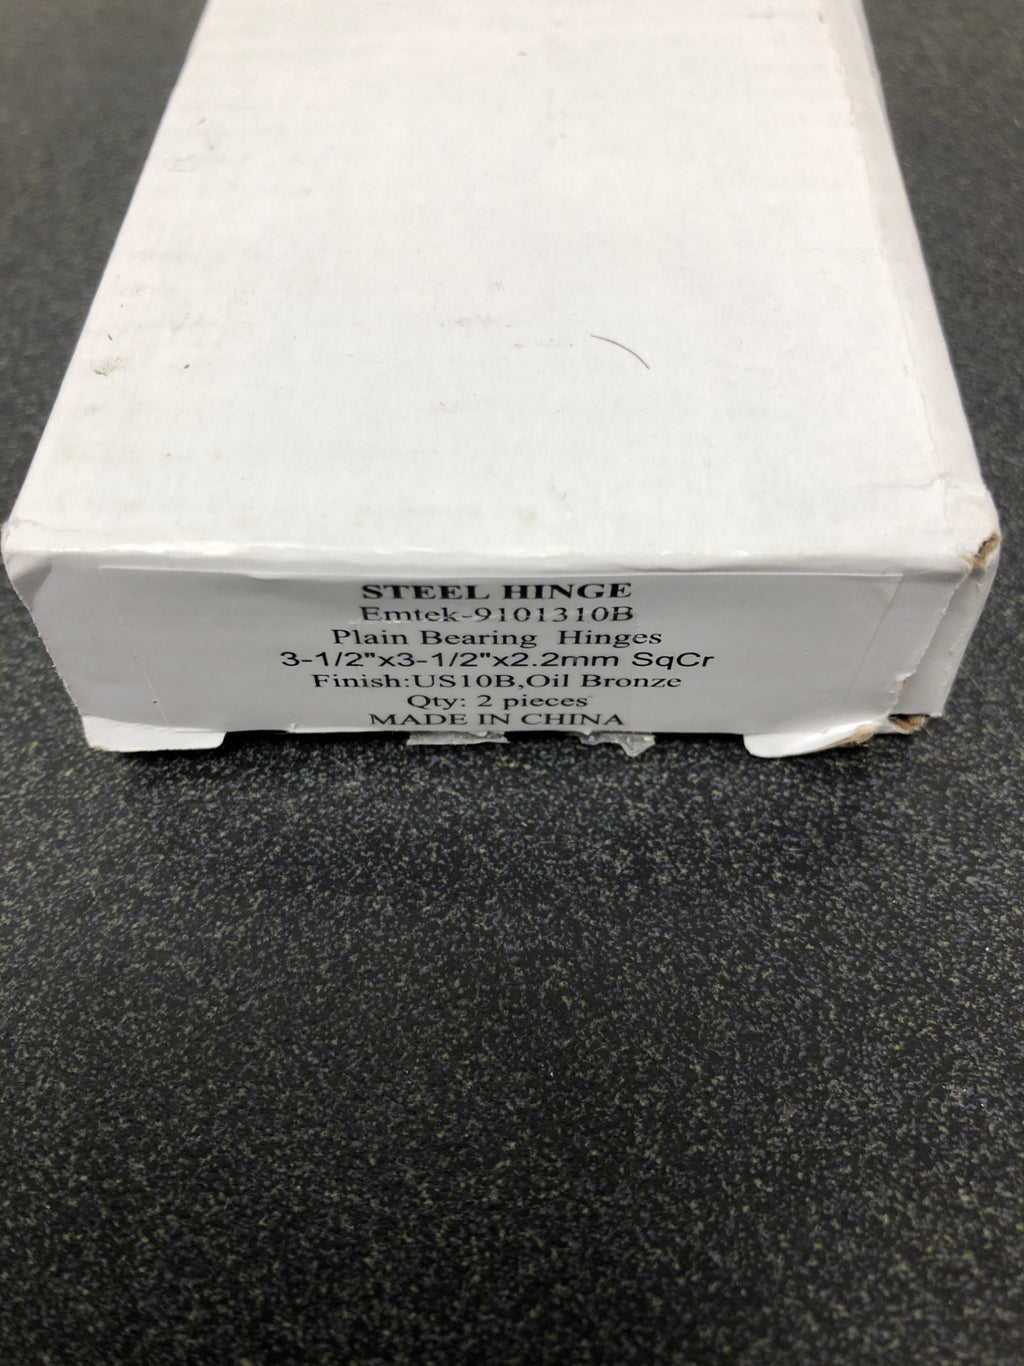 STEEL HINGE
Emtek-9101310B
Plain Bearing Hinges
3-1/2"x3-1/2"x2.2mm SqCr
Finish:US10B,Oil Bronze
Qty: 2 pieces
MADE IN CHINA